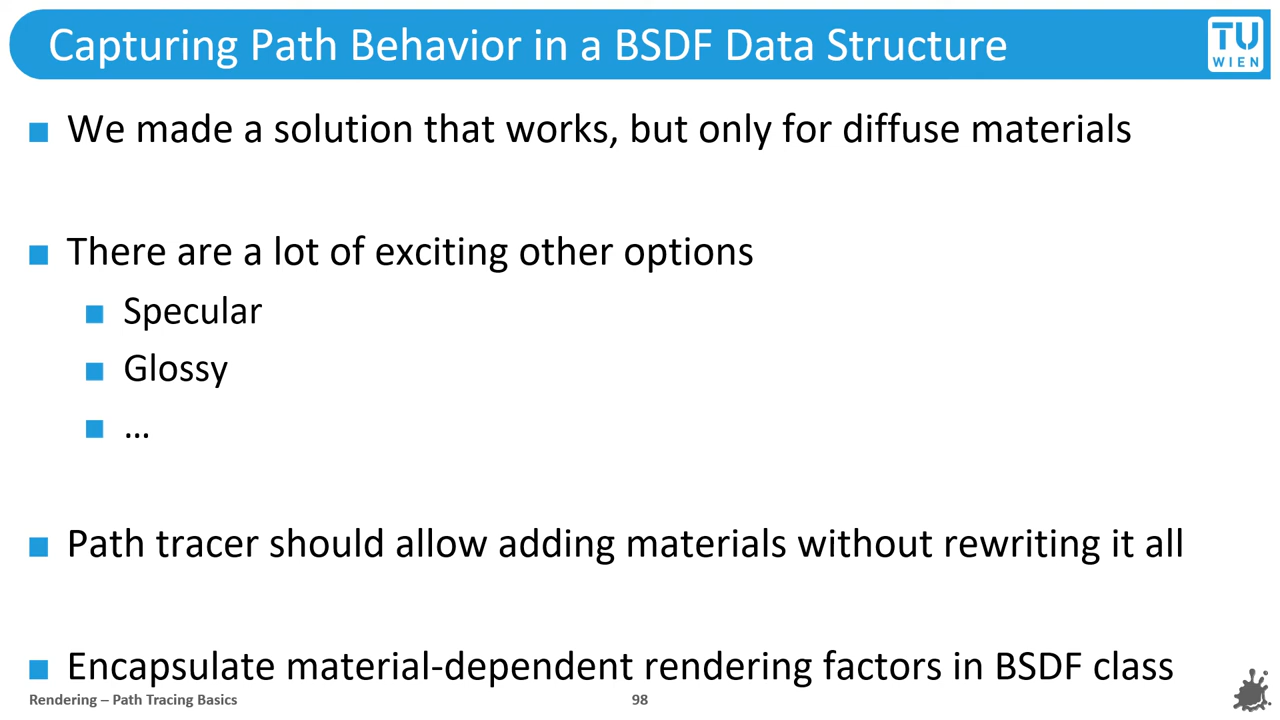 Capturing Path Behavior in a BSDF Data Structure
TU
WIEN
We made a solution that works, but only for diffuse materials
There are a lot of exciting other options
Specular
Glossy
...
Path tracer should allow adding materials without rewriting it all
Encapsulate material-dependent rendering factors in BSDF class
Rendering – Path Tracing Basics
98